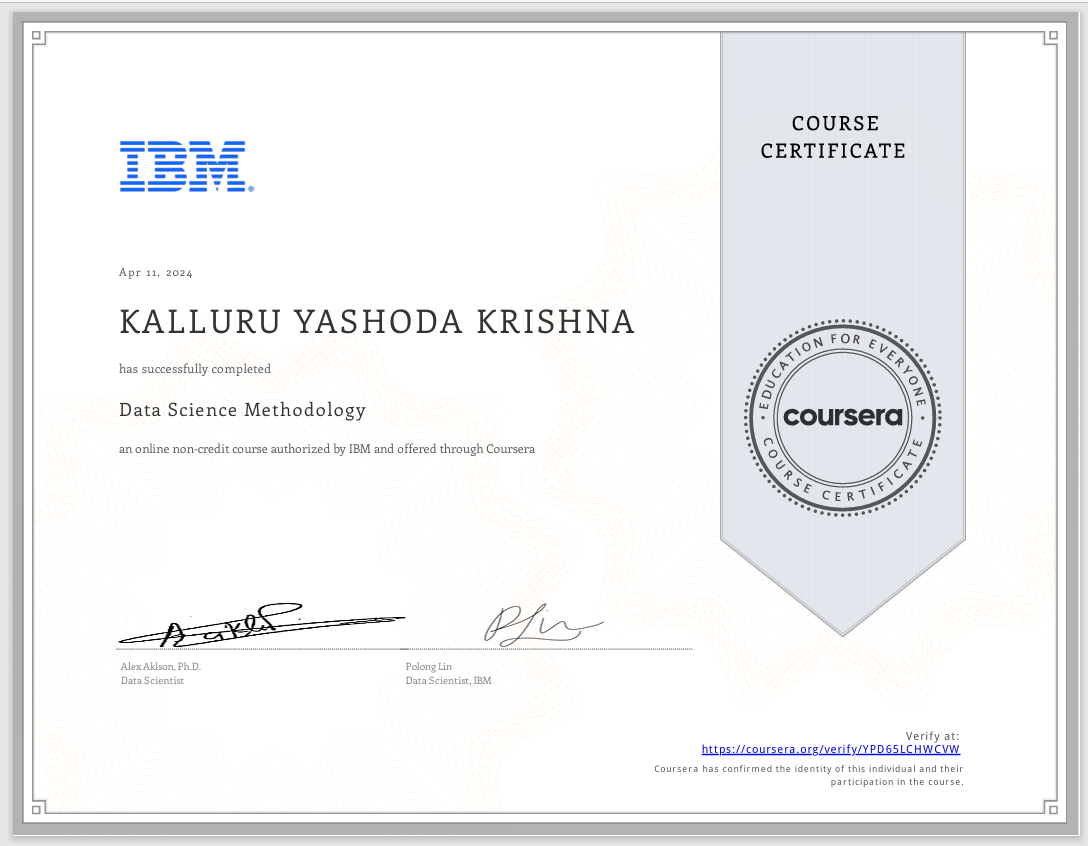 IBM®
COURSE
CERTIFICATE
Apr 11, 2024
KALLURU YASHODA KRISHNA
has successfully completed
Data Science Methodology
an online non-credit course authorized by IBM and offered through Coursera
EDUCATION FOR EVERYONE
coursera
COURSE CERTIFICATE
Alex Aklson, Ph.D.
Data Scientist
Polong Lin
Data Scientist, IBM
Verify at:
https://coursera.org/verify/YPD65LCHWCVW
Coursera has confirmed the identity of this individual and their
participation in the course.